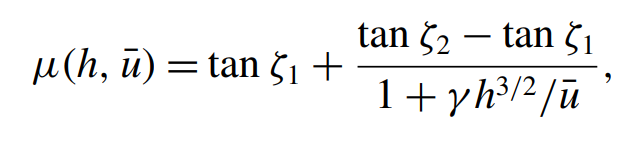 μ(h, ū) = tan ζ₁ + (tan ζ₂ − tan ζ₁) / (1 + γh^{3/2}/ū),